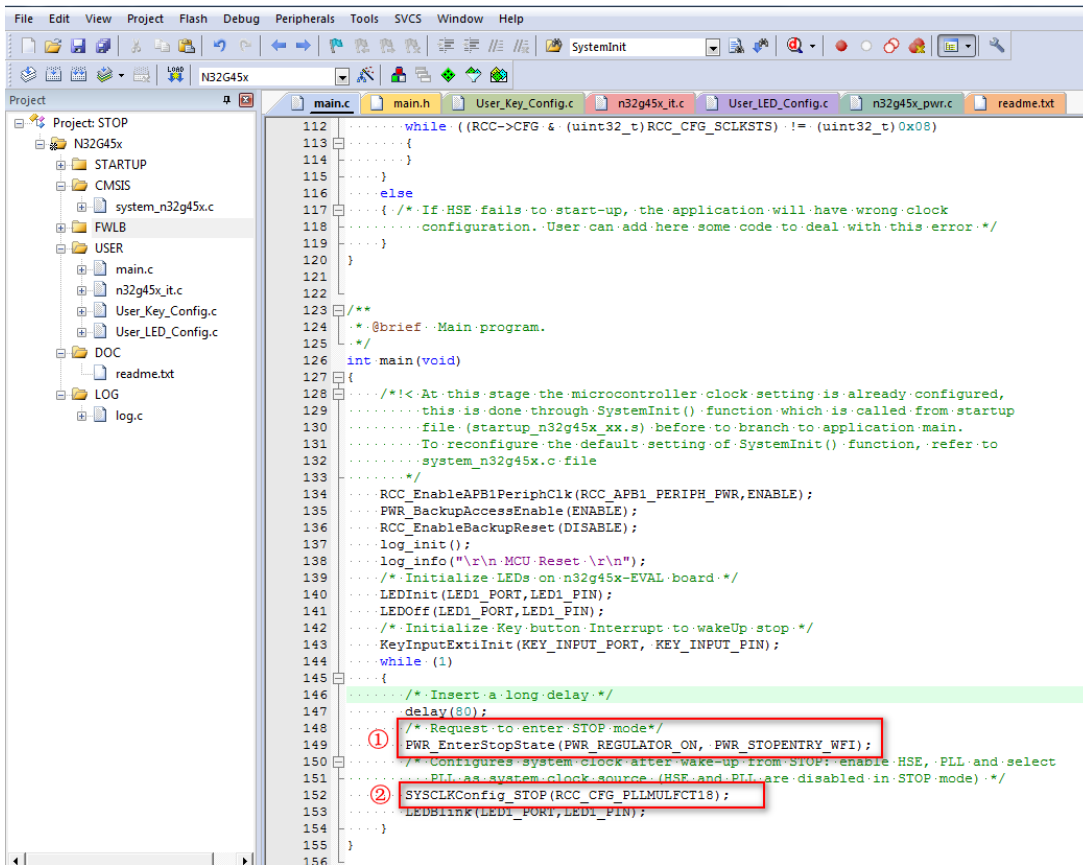 File Edit View Project Flash Debug Peripherals Tools SVCS Window Help
SystemInit
LOAD N32G45x
Project
main.c main.h User_Key_Config.c n32g45x_it.c User_LED_Config.c n32g45x_pwr.c readme.txt
Project: STOP
N32G45x
STARTUP
CMSIS
system_n32g45x.c
FWLB
USER
main.c
n32g45x_it.c
User_Key_Config.c
User_LED_Config.c
DOC
readme.txt
LOG
log.c
112 while ((RCC->CFG & (uint32_t)RCC_CFG_SCLKSTS) != (uint32_t)0x08)
113 {
114 }
115 }
116 else
117 { /* If HSE fails to start-up, the application will have wrong clock
118 configuration. User can add here some code to deal with this error */
119 }
120 }
121
122
123 /**
124 * @brief Main program.
125 */
126 int main(void)
127 {
128 /*!< At this stage the microcontroller clock setting is already configured,
129 this is done through SystemInit() function which is called from startup
130 file (startup_n32g45x_xx.s) before to branch to application main.
131 To reconfigure the default setting of SystemInit() function, refer to
132 system_n32g45x.c file
133 */
134 RCC_EnableAPB1PeriphClk(RCC_APB1_PERIPH_PWR,ENABLE);
135 PWR_BackupAccessEnable(ENABLE);
136 RCC_EnableBackupReset(DISABLE);
137 log_init();
138 log_info("\r\n MCU Reset \r\n");
139 /* Initialize LEDs on n32g45x-EVAL board */
140 LEDInit(LED1_PORT,LED1_PIN);
141 LEDOff(LED1_PORT,LED1_PIN);
142 /* Initialize Key button Interrupt to wakeUp stop */
143 KeyInputExtiInit(KEY_INPUT_PORT, KEY_INPUT_PIN);
144 while (1)
145 {
146 /* Insert a long delay */
147 delay(80);
148 /* Request to enter STOP mode*/
① 149 PWR_EnterStopState(PWR_REGULATOR_ON, PWR_STOPENTRY_WFI);
150 /* Configures system clock after wake-up from STOP: enable HSE, PLL and select
151 PLL as system clock source (HSE and PLL are disabled in STOP mode) */
② 152 SYSCLKConfig_STOP(RCC_CFG_PLLMULFCT18);
153 LEDBlink(LED1_PORT,LED1_PIN);
154 }
155 }
156